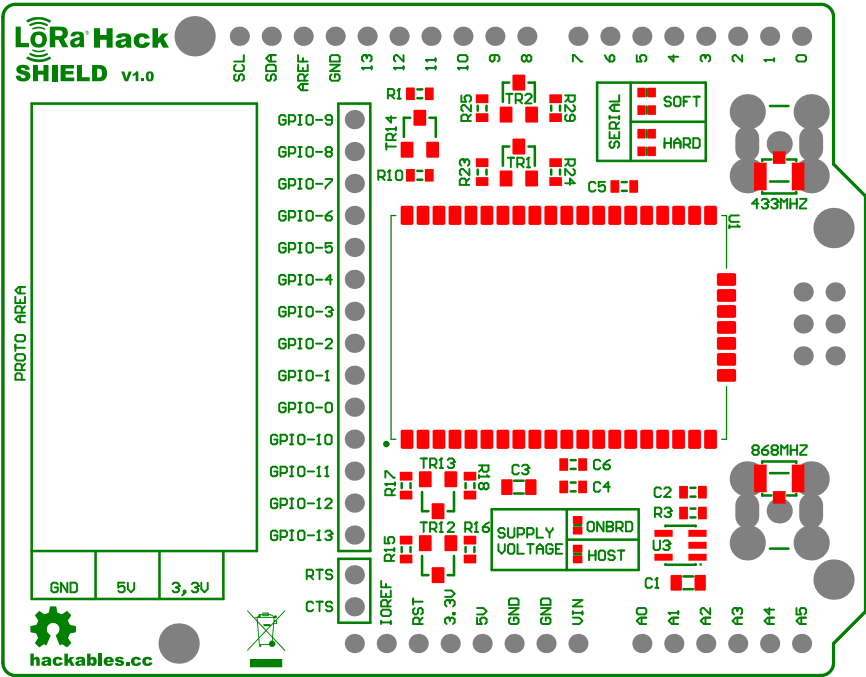 LoRa Hack
SHIELD V1.0
SCL
SDA
AREF
GND
13
12
11
10
9
8
7
6
5
4
3
2
1
0
GPIO-9
GPIO-8
GPIO-7
GPIO-6
GPIO-5
GPIO-4
GPIO-3
GPIO-2
GPIO-1
GPIO-0
GPIO-10
GPIO-11
GPIO-12
GPIO-13
RTS
CTS
PROTO AREA
GND
5V
3,3V
R1
TR14
R10
R25
TR2
R29
R23
TR1
R24
SERIAL
SOFT
HARD
C5
U1
433MHZ
868MHZ
R17
TR13
R18
C3
C6
C4
R15
TR12
R16
SUPPLY
VOLTAGE
ONBRD
HOST
C2
R3
U3
C1
IOREF
RST
3.3V
5V
GND
GND
VIN
A0
A1
A2
A3
A4
A5
hackables.cc